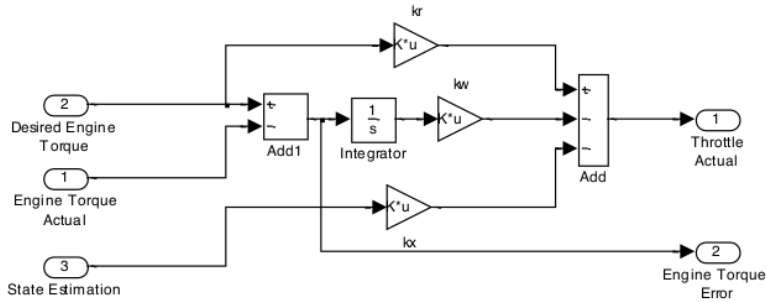 kr
K*u
kw
2
+
1
s
K*u
+
−
−
1
Desired Engine
Torque
−
Add1
Integrator
Throttle
Actual
1
Add
Engine Torque
Actual
K*u
kx
2
3
Engine Torque
Error
State Estimation